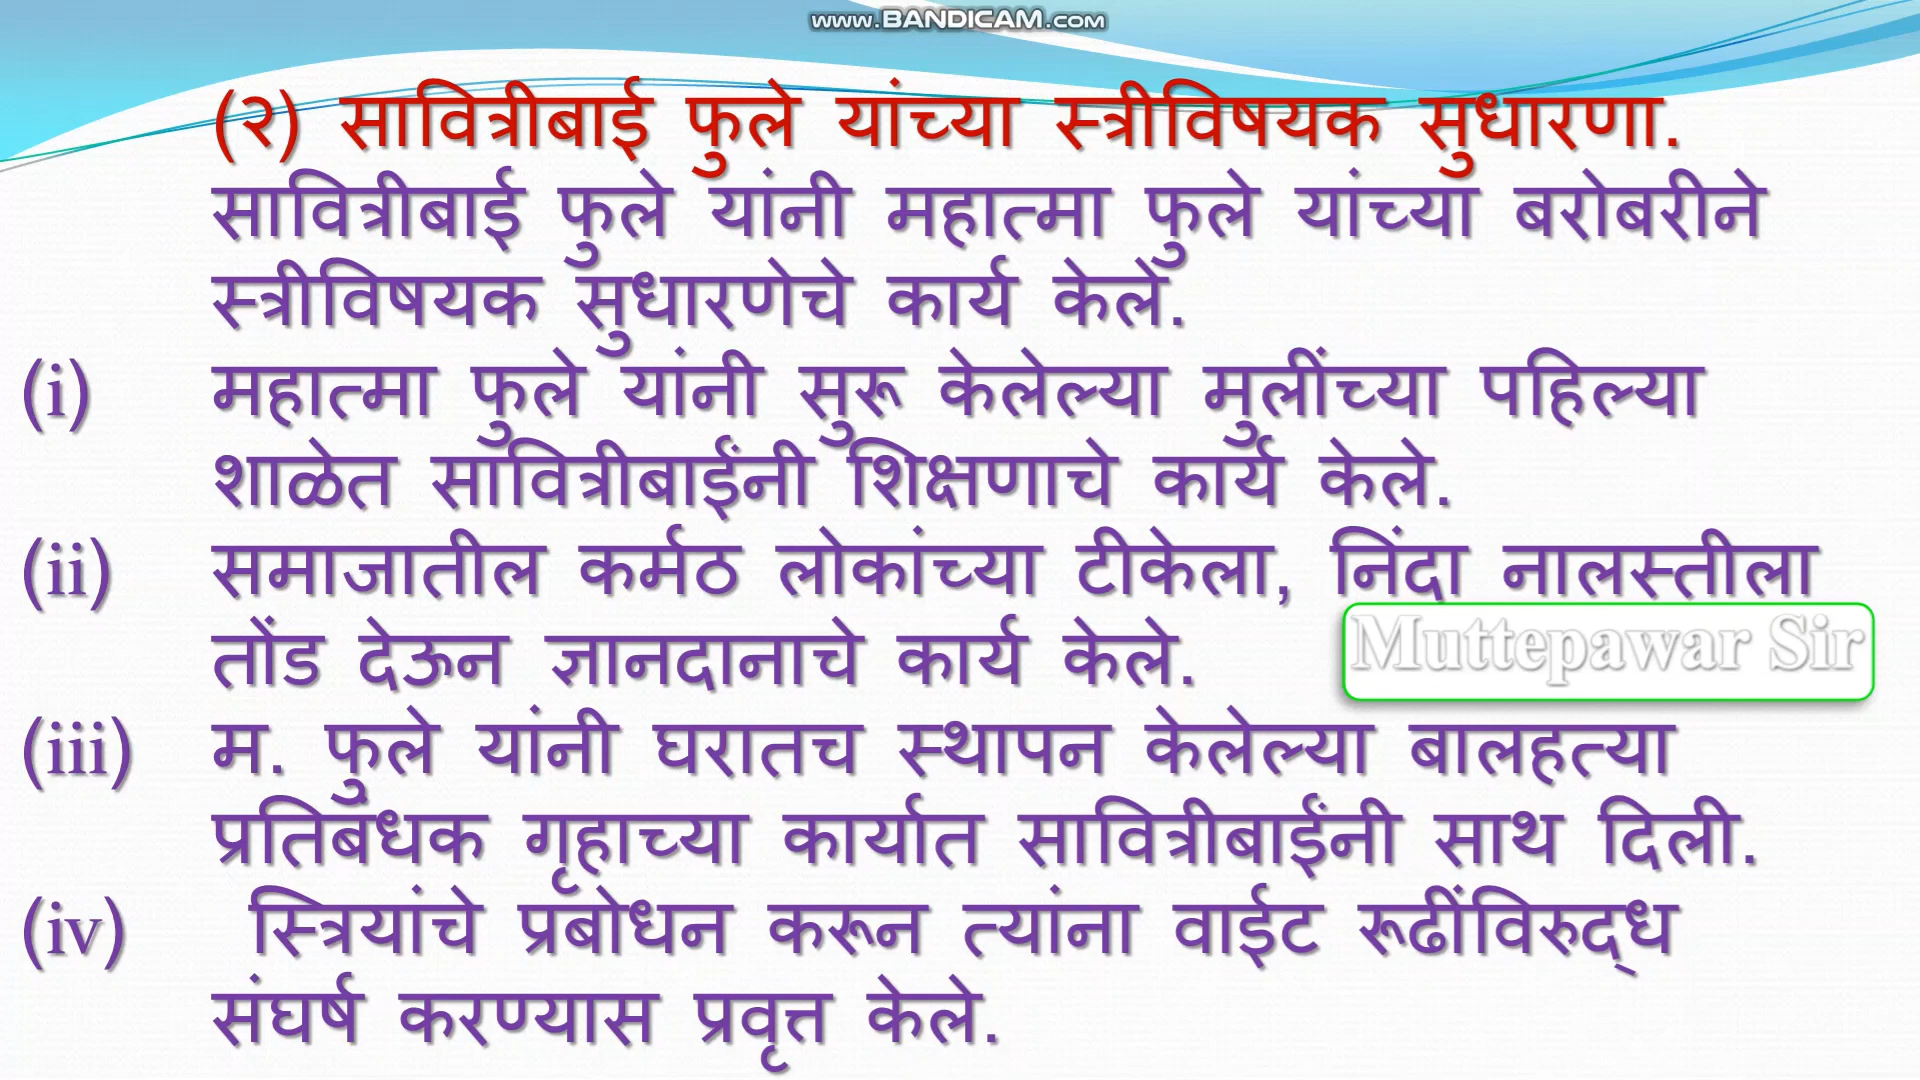 www.BANDICAM.com
(२) सावित्रीबाई फुले यांच्या स्त्रीविषयक सुधारणा.
सावित्रीबाई फुले यांनी महात्मा फुले यांच्या बरोबरीने
स्त्रीविषयक सुधारणेचे कार्य केले.
(i) महात्मा फुले यांनी सुरू केलेल्या मुलींच्या पहिल्या
शाळेत सावित्रीबाईंनी शिक्षणाचे कार्य केले.
(ii) समाजातील कर्मठ लोकांच्या टीकेला, निंदा नालस्तीला
तोंड देऊन ज्ञानदानाचे कार्य केले.
Muttepawar Sir
(iii) म. फुले यांनी घरातच स्थापन केलेल्या बालहत्या
प्रतिबंधक गृहाच्या कार्यात सावित्रीबाईंनी साथ दिली.
(iv) स्त्रियांचे प्रबोधन करून त्यांना वाईट रूढींविरुद्ध
संघर्ष करण्यास प्रवृत्त केले.